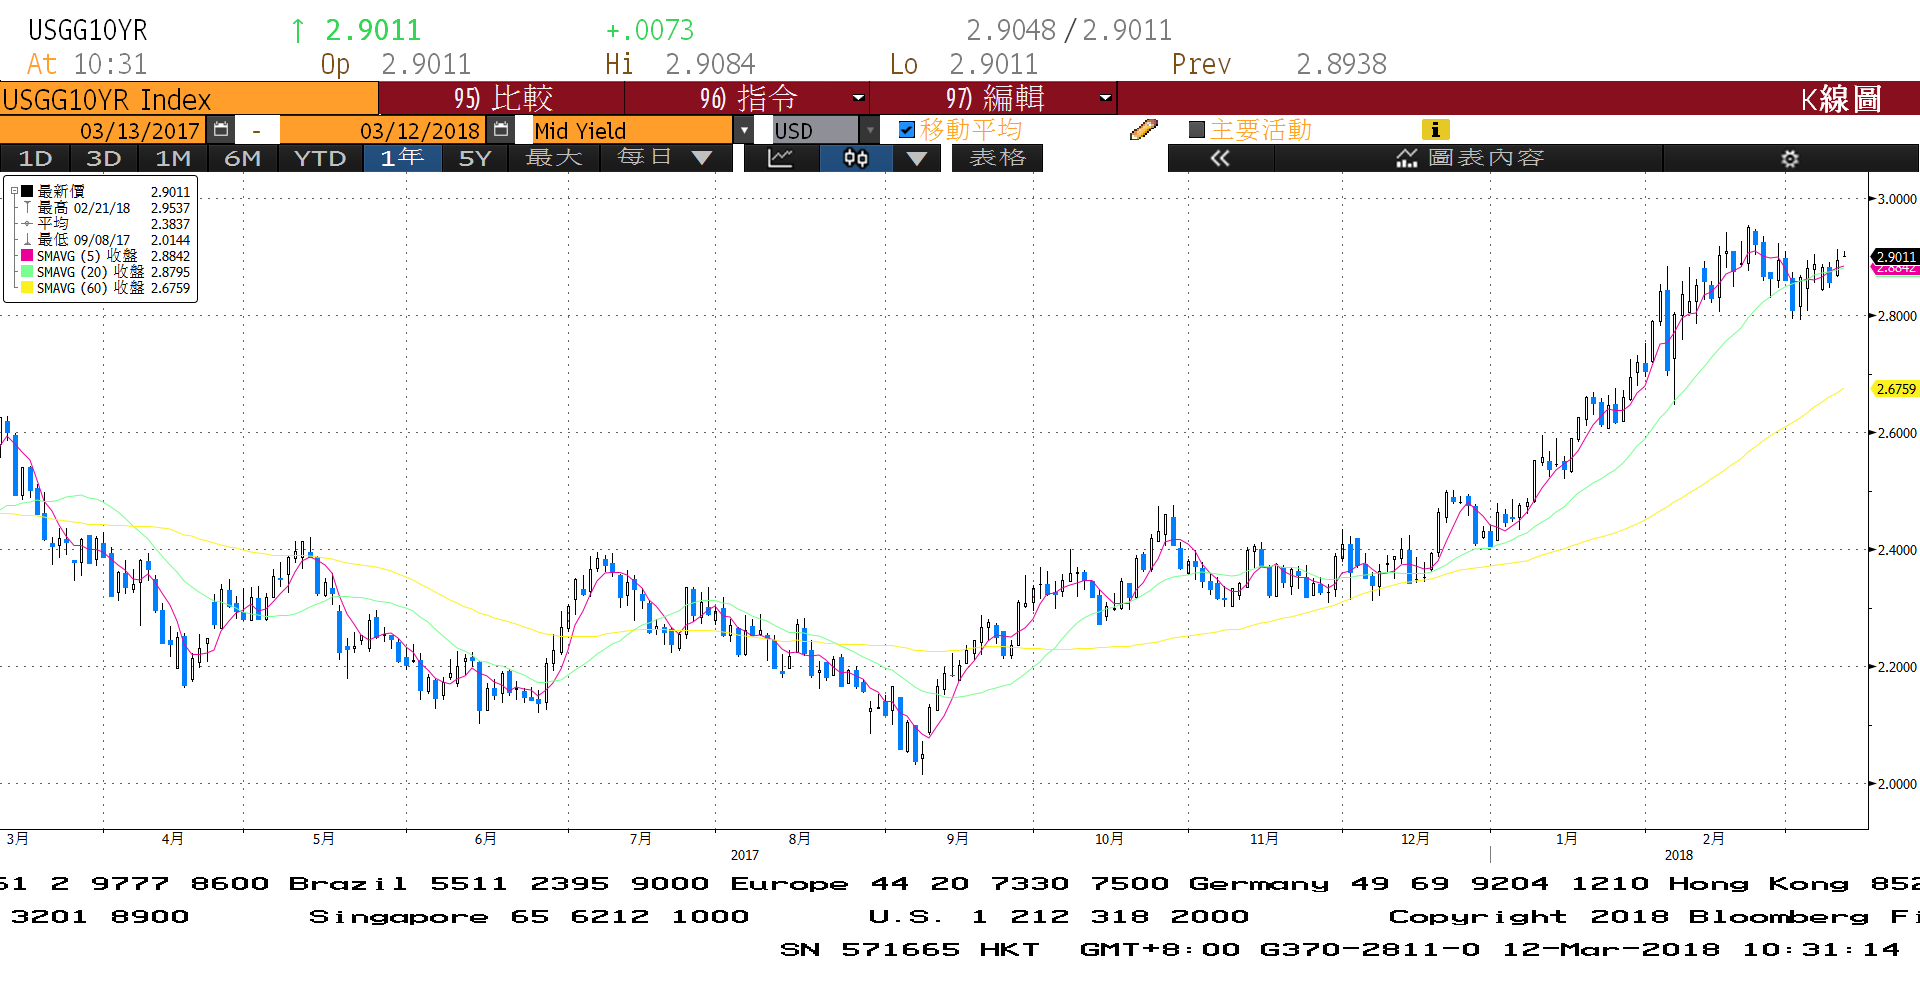 USGG10YR ↑ 2.9011 +.0073 2.9048/2.9011
At 10:31 Op 2.9011 Hi 2.9084 Lo 2.9011 Prev 2.8938
USGG10YR Index 95) 比較 96) 指令 97) 編輯 K線圖
03/13/2017 - 03/12/2018 Mid Yield USD 移動平均 主要活動
1D 3D 1M 6M YTD 1年 5Y 最大 每日 ▼ 表格 « 圖表內容
最新價 2.9011
最高 02/21/18 2.9537
平均 2.3837
最低 09/08/17 2.0144
SMAVG (5) 收盤 2.8842
SMAVG (20) 收盤 2.8795
SMAVG (60) 收盤 2.6759
3.0000
2.9011
2.8842
2.8000
2.6759
2.6000
2.4000
2.2000
2.0000
3月 4月 5月 6月 7月 8月 9月 10月 11月 12月 1月 2月
2017 2018
61 2 9777 8600 Brazil 5511 2395 9000 Europe 44 20 7330 7500 Germany 49 69 9204 1210 Hong Kong 852
3201 8900 Singapore 65 6212 1000 U.S. 1 212 318 2000 Copyright 2018 Bloomberg Fi
SN 571665 HKT GMT+8:00 G370-2811-0 12-Mar-2018 10:31:14